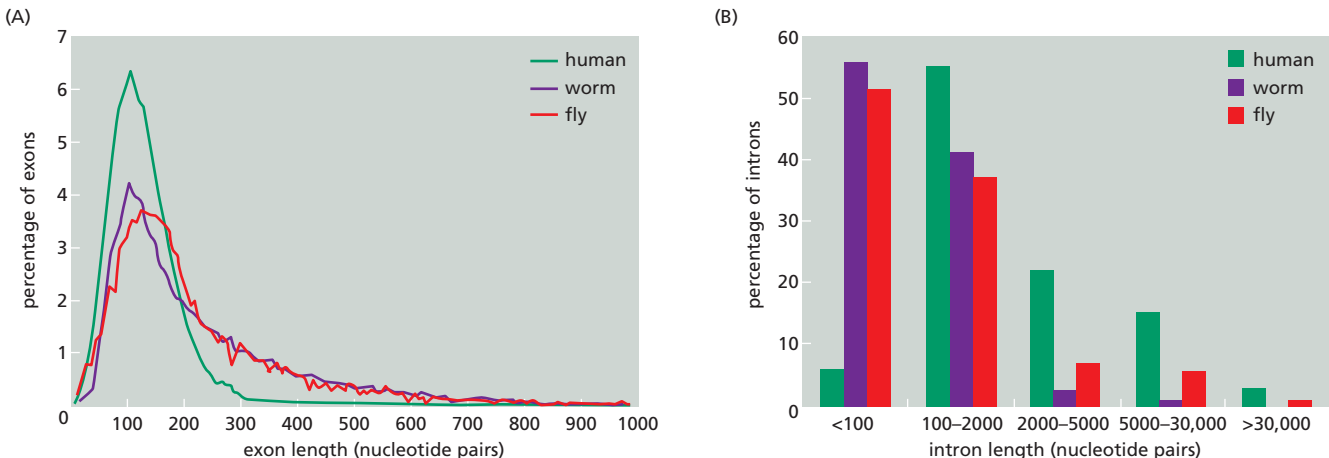 (A)
7
6
5
4
3
2
1
0
percentage of exons
human
worm
fly
100 200 300 400 500 600 700 800 900 1000
exon length (nucleotide pairs)
(B)
60
50
40
30
20
10
0
percentage of introns
human
worm
fly
<100 100–2000 2000–5000 5000–30,000 >30,000
intron length (nucleotide pairs)